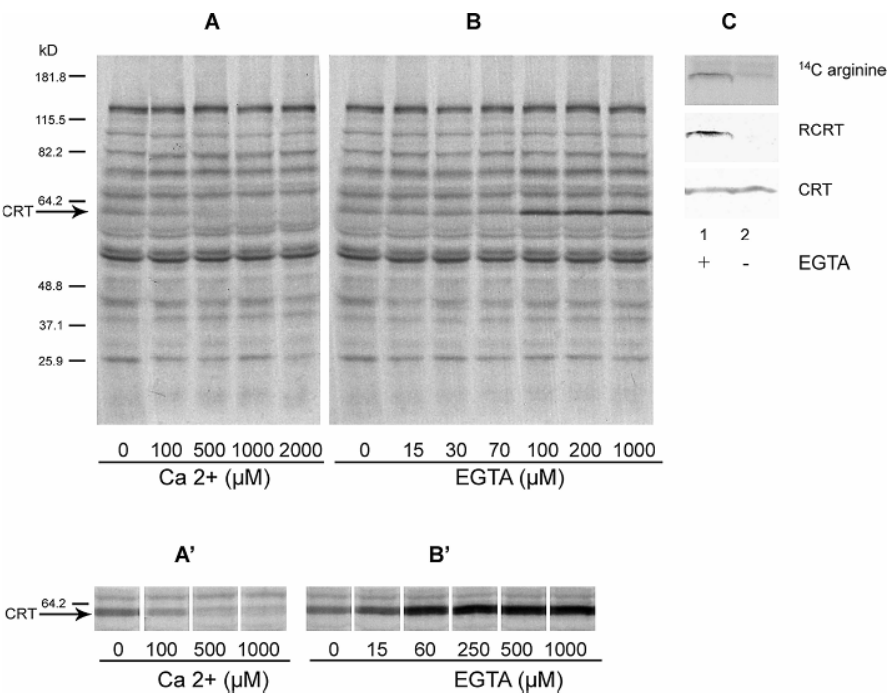 A B C
kD
181.8
115.5
82.2
64.2
CRT
48.8
37.1
25.9
¹⁴C arginine
RCRT
CRT
1 2
+ - EGTA
0 100 500 1000 2000
Ca 2+ (µM)
0 15 30 70 100 200 1000
EGTA (µM)
A' B'
64.2
CRT
0 100 500 1000
Ca 2+ (µM)
0 15 60 250 500 1000
EGTA (µM)